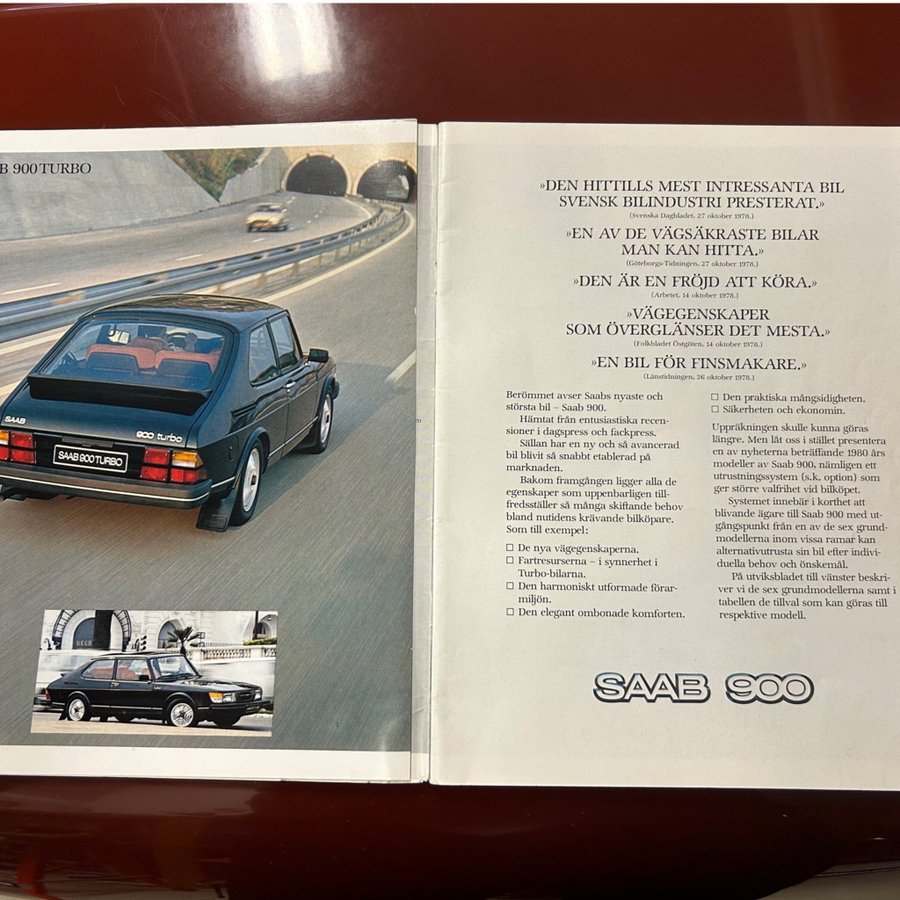 B 900 TURBO
SAAB
900 turbo
SAAB 900 TURBO
NEGR
»DEN HITTILLS MEST INTRESSANTA BIL
SVENSK BILINDUSTRI PRESTERAT.»
(Svenska Dagbladet, 27 oktober 1978.)
»EN AV DE VÄGSÄKRASTE BILAR
MAN KAN HITTA.»
(Göteborgs-Tidningen, 27 oktober 1978.)
»DEN ÄR EN FRÖJD ATT KÖRA.»
(Arbetet, 14 oktober 1978.)
»VÄGEGENSKAPER
SOM ÖVERGLÄNSER DET MESTA.»
(Folkbladet Östgöten, 14 oktober 1978.)
»EN BIL FÖR FINSMAKARE.»
(Länstidningen, 26 oktober 1978.)
Berömmet avser Saabs nyaste och
största bil – Saab 900.
Hämtat från entusiastiska recen-
sioner i dagspress och fackpress.
Sällan har en ny och så avancerad
bil blivit så snabbt etablerad på
marknaden.
Bakom framgången ligger alla de
egenskaper som uppenbarligen till-
fredsställer så många skiftande behov
bland nutidens krävande bilköpare.
Som till exempel:
☐ De nya vägegenskaperna.
☐ Fartresurserna – i synnerhet i
Turbo-bilarna.
☐ Den harmoniskt utformade förar-
miljön.
☐ Den elegant ombonade komforten.
☐ Den praktiska mångsidigheten.
☐ Säkerheten och ekonomin.
Uppräkningen skulle kunna göras
längre. Men låt oss i stället presentera
en av nyheterna beträffande 1980 års
modeller av Saab 900, nämligen ett
utrustningssystem (s.k. option) som
ger större valfrihet vid bilköpet.
Systemet innebär i korthet att
blivande ägare till Saab 900 med ut-
gångspunkt från en av de sex grund-
modellerna inom vissa ramar kan
alternativutrusta sin bil efter indivi-
duella behov och önskemål.
På utviksbladet till vänster beskri-
ver vi de sex grundmodellerna samt i
tabellen de tillval som kan göras till
respektive modell.
SAAB 900